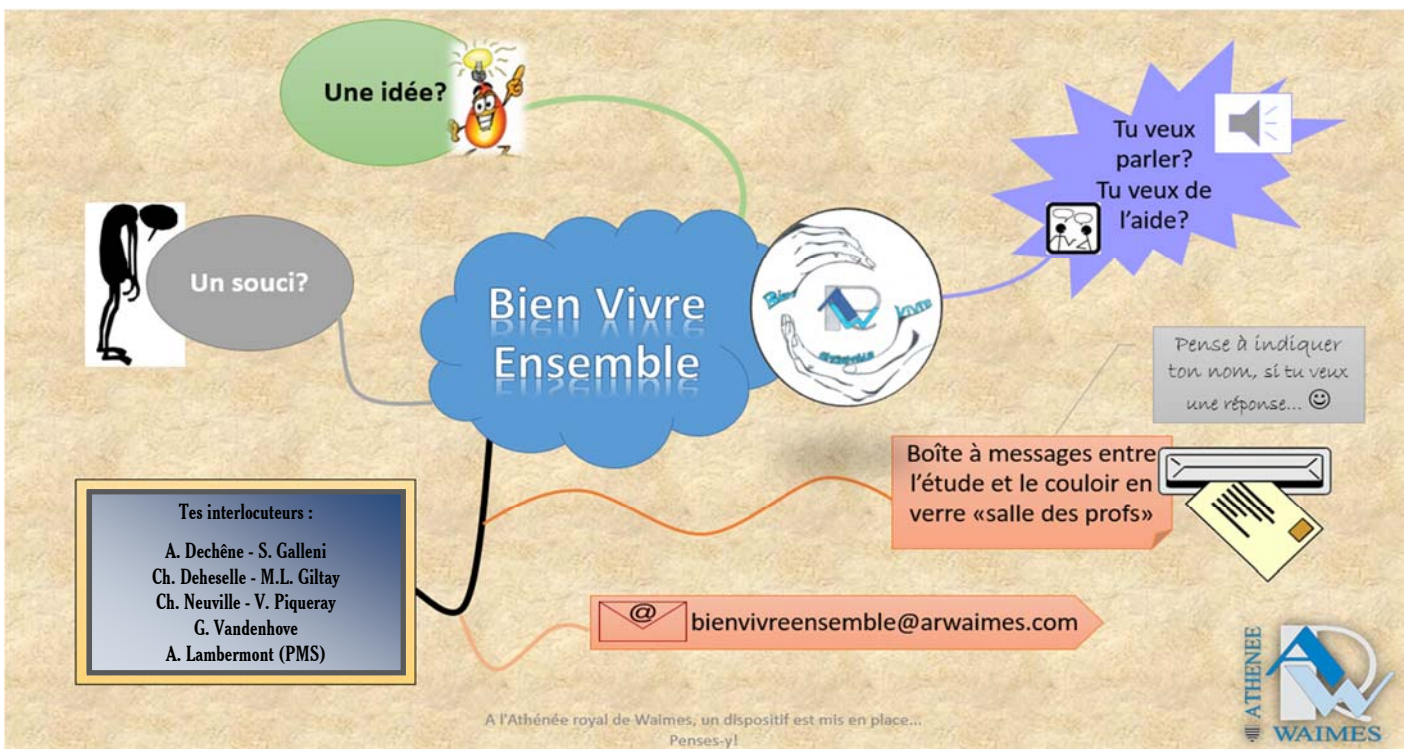 Une idée?
Tu veux
parler?
Tu veux de
l'aide?
Un souci?
Bien Vivre
Ensemble
Bien Vivre
ensemble
Pense à indiquer
ton nom, si tu veux
une réponse... ☺
Boîte à messages entre
l'étude et le couloir en
verre «salle des profs»
Tes interlocuteurs :
A. Dechêne - S. Galleni
Ch. Deheselle - M.L. Giltay
Ch. Neuville - V. Piqueray
G. Vandenhove
A. Lambermont (PMS)
@
bienvivreensemble@arwaimes.com
A l'Athénée royal de Waimes, un dispositif est mis en place...
Penses-y!
ATHENEE
WAIMES